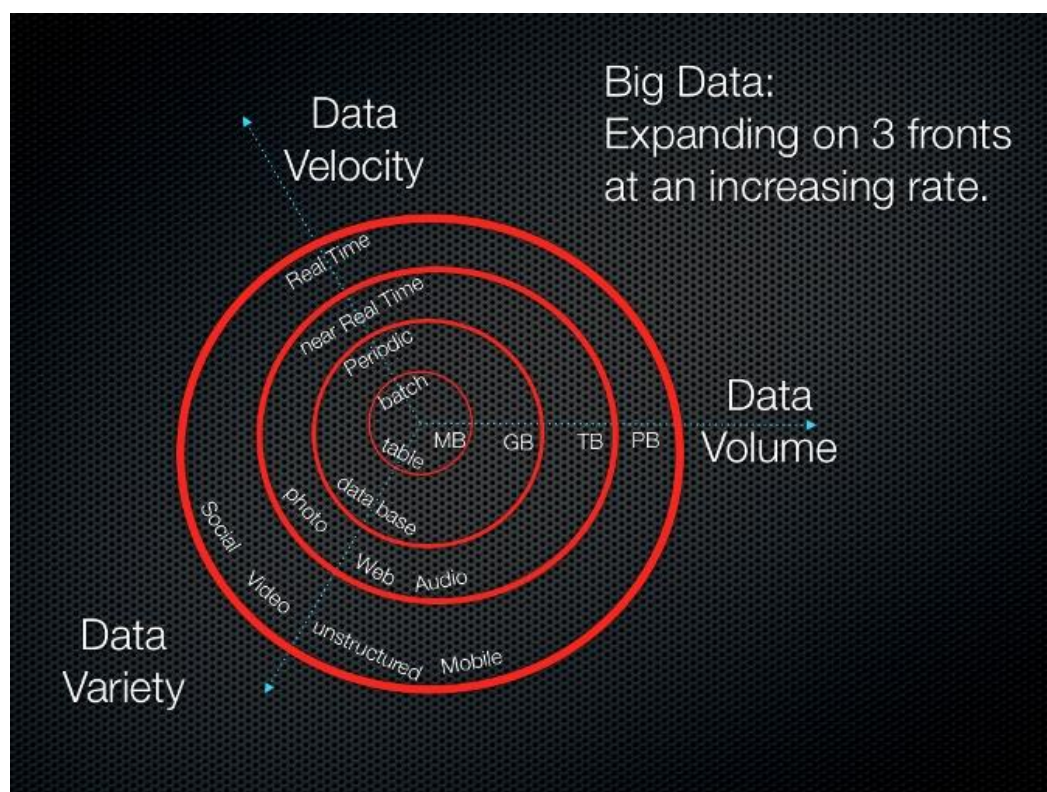 Big Data:
Expanding on 3 fronts
at an increasing rate.
Data
Velocity
Real Time
near Real Time
Periodic
batch
Data
Volume
MB
GB
TB
PB
table
data base
photo
Web
Audio
Social
Video
unstructured
Mobile
Data
Variety